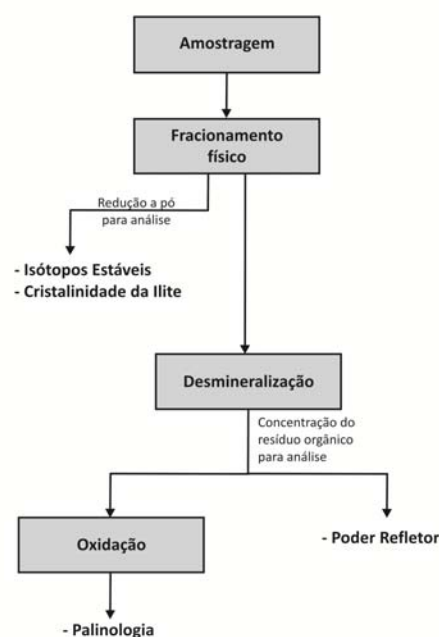 Amostragem
Fracionamento
físico
Redução a pó
para análise
- Isótopos Estáveis
- Cristalinidade da Ilite
Desmineralização
Concentração do
resíduo orgânico
para análise
Oxidação
- Poder Refletor
- Palinologia